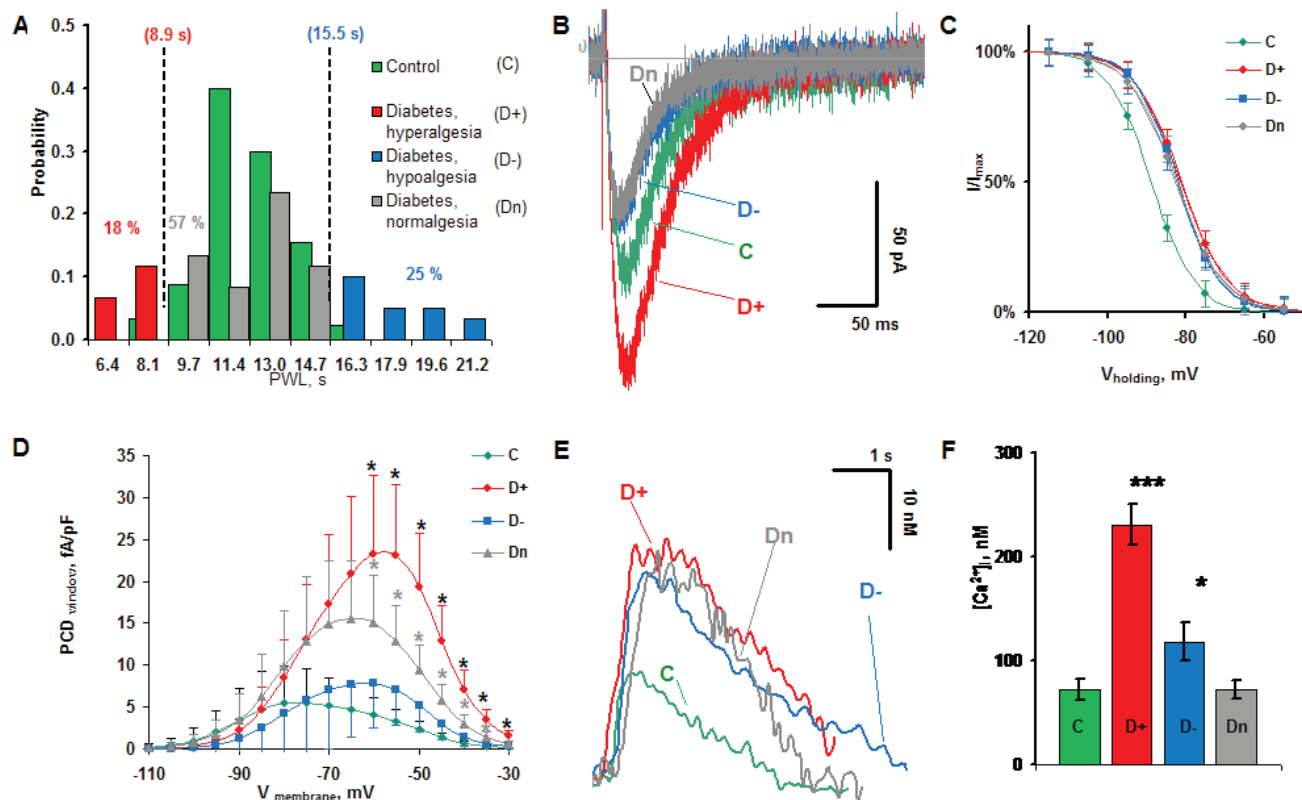 A
0.5
0.4
0.3
0.2
0.1
0.0
Probability
(8.9 s)
(15.5 s)
Control (C)
Diabetes, hyperalgesia (D+)
Diabetes, hypoalgesia (D-)
Diabetes, normalgesia (Dn)
18 %
57 %
25 %
6.4 8.1 9.7 11.4 13.0 14.7 16.3 17.9 19.6 21.2
PWL, s
B
0
Dn
D-
C
D+
50 pA
50 ms
C
100%
50%
0%
I/Imax
C
D+
D-
Dn
-120 -100 -80 -60
Vholding, mV
D
35
30
25
20
15
10
5
0
PCD window, fA/pF
C
D+
D-
Dn
* * * * * * *
* * * * * *
-110 -90 -70 -50 -30
V membrane, mV
E
1 s
10 nM
D+
Dn
D-
C
F
300
200
100
0
[Ca2+]i, nM
***
*
C D+ D- Dn